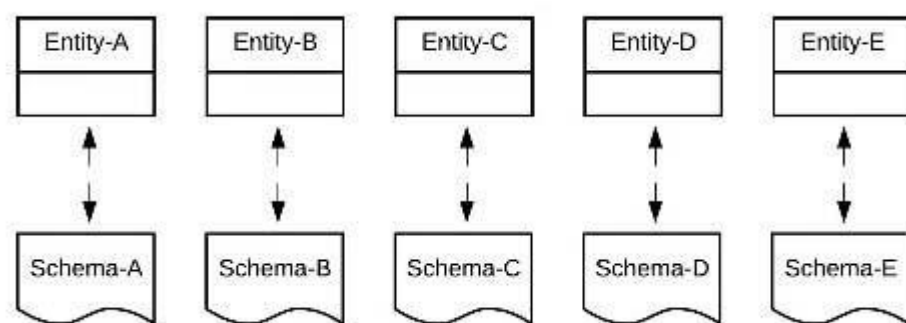 Entity-A
Entity-B
Entity-C
Entity-D
Entity-E
Schema-A
Schema-B
Schema-C
Schema-D
Schema-E